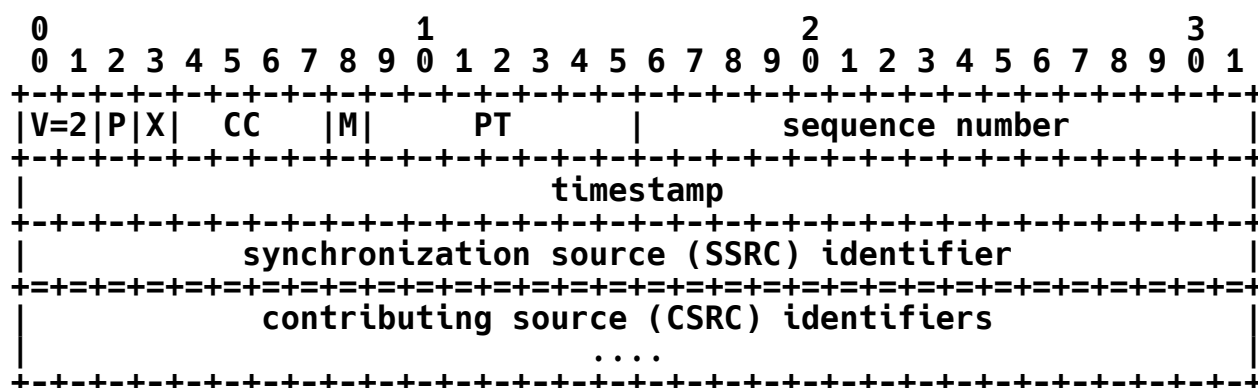 0                   1                   2                   3
 0 1 2 3 4 5 6 7 8 9 0 1 2 3 4 5 6 7 8 9 0 1 2 3 4 5 6 7 8 9 0 1
+-+-+-+-+-+-+-+-+-+-+-+-+-+-+-+-+-+-+-+-+-+-+-+-+-+-+-+-+-+-+-+-+
|V=2|P|X|  CC   |M|     PT      |       sequence number         |
+-+-+-+-+-+-+-+-+-+-+-+-+-+-+-+-+-+-+-+-+-+-+-+-+-+-+-+-+-+-+-+-+
|                           timestamp                           |
+-+-+-+-+-+-+-+-+-+-+-+-+-+-+-+-+-+-+-+-+-+-+-+-+-+-+-+-+-+-+-+-+
|           synchronization source (SSRC) identifier            |
+=+=+=+=+=+=+=+=+=+=+=+=+=+=+=+=+=+=+=+=+=+=+=+=+=+=+=+=+=+=+=+=+
|            contributing source (CSRC) identifiers             |
|                             ....                              |
+-+-+-+-+-+-+-+-+-+-+-+-+-+-+-+-+-+-+-+-+-+-+-+-+-+-+-+-+-+-+-+-+